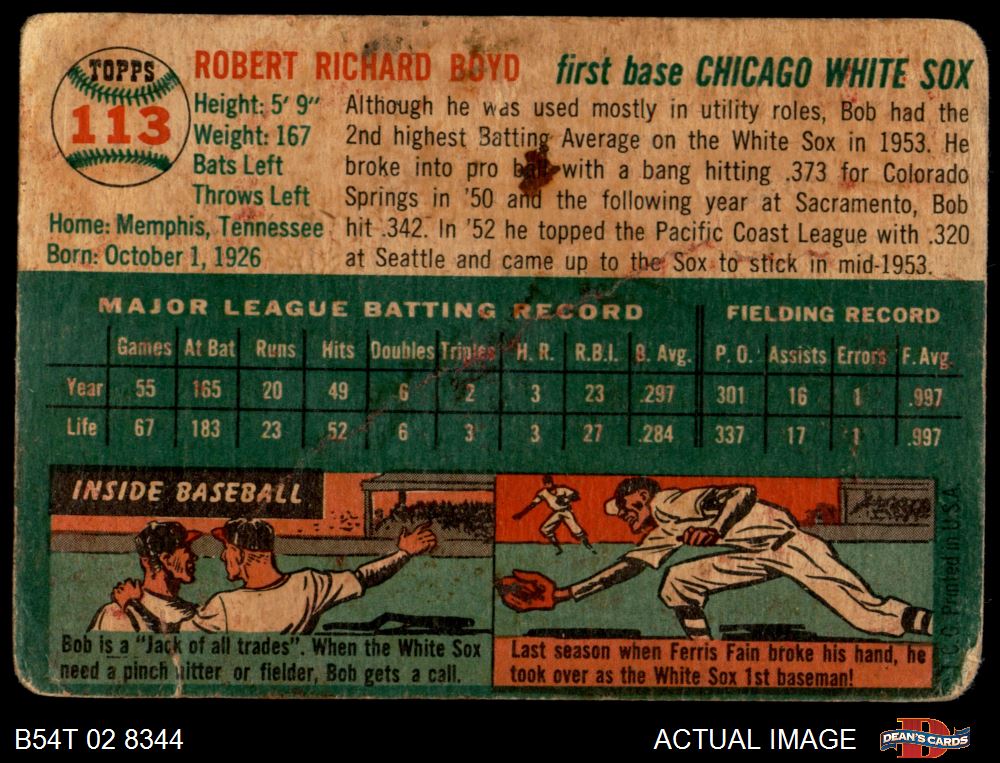 TOPPS
113
ROBERT RICHARD BOYD first base CHICAGO WHITE SOX
Height: 5' 9"
Weight: 167
Bats Left
Throws Left
Home: Memphis, Tennessee
Born: October 1, 1926
Although he was used mostly in utility roles, Bob had the
2nd highest Batting Average on the White Sox in 1953. He
broke into pro ball with a bang hitting .373 for Colorado
Springs in '50 and the following year at Sacramento, Bob
hit .342. In '52 he topped the Pacific Coast League with .320
at Seattle and came up to the Sox to stick in mid-1953.
MAJOR LEAGUE BATTING RECORD FIELDING RECORD
Games At Bat Runs Hits Doubles Triples H. R. R.B.I. B. Avg. P. O. Assists Errors F. Avg.
Year 55 165 20 49 6 2 3 23 .297 301 16 1 .997
Life 67 183 23 52 6 3 3 27 .284 337 17 1 .997
INSIDE BASEBALL
Bob is a "Jack of all trades". When the White Sox
need a pinch hitter or fielder, Bob gets a call.
Last season when Ferris Fain broke his hand, he
took over as the White Sox 1st baseman!
T.C.G. Printed in U.S.A.
B54T 02 8344
ACTUAL IMAGE
DEAN'S CARDS